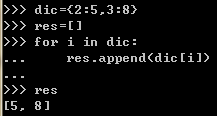 >>> dic={2:5,3:8}
>>> res=[]
>>> for i in dic:
...     res.append(dic[i])
...
>>> res
[5, 8]